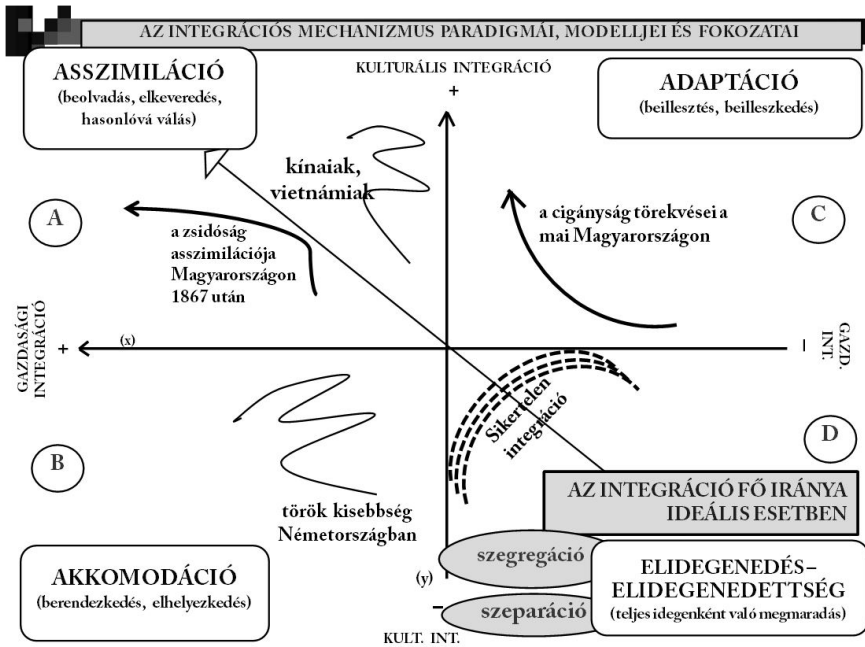 AZ INTEGRÁCIÓS MECHANIZMUS PARADIGMÁI, MODELLJEI ÉS FOKOZATAI
ASSZIMILÁCIÓ
(beolvadás, elkeveredés,
hasonlóvá válás)
KULTURÁLIS INTEGRÁCIÓ
+
ADAPTÁCIÓ
(beillesztés, beilleszkedés)
kínaiak,
vietnámiak
A
a zsidóság
asszimilációja
Magyarországon
1867 után
a cigányság törekvései a
mai Magyarországon
C
GAZDASÁGI
INTEGRÁCIÓ
+
(x)
–
GAZD.
INT.
Sikertelen
integráció
B
D
török kisebbség
Németországban
AZ INTEGRÁCIÓ FŐ IRÁNYA
IDEÁLIS ESETBEN
AKKOMODÁCIÓ
(berendezkedés, elhelyezkedés)
szegregáció
(y)
–
szeparáció
KULT. INT.
ELIDEGENEDÉS–
ELIDEGENEDETTSÉG
(teljes idegenként való megmaradás)